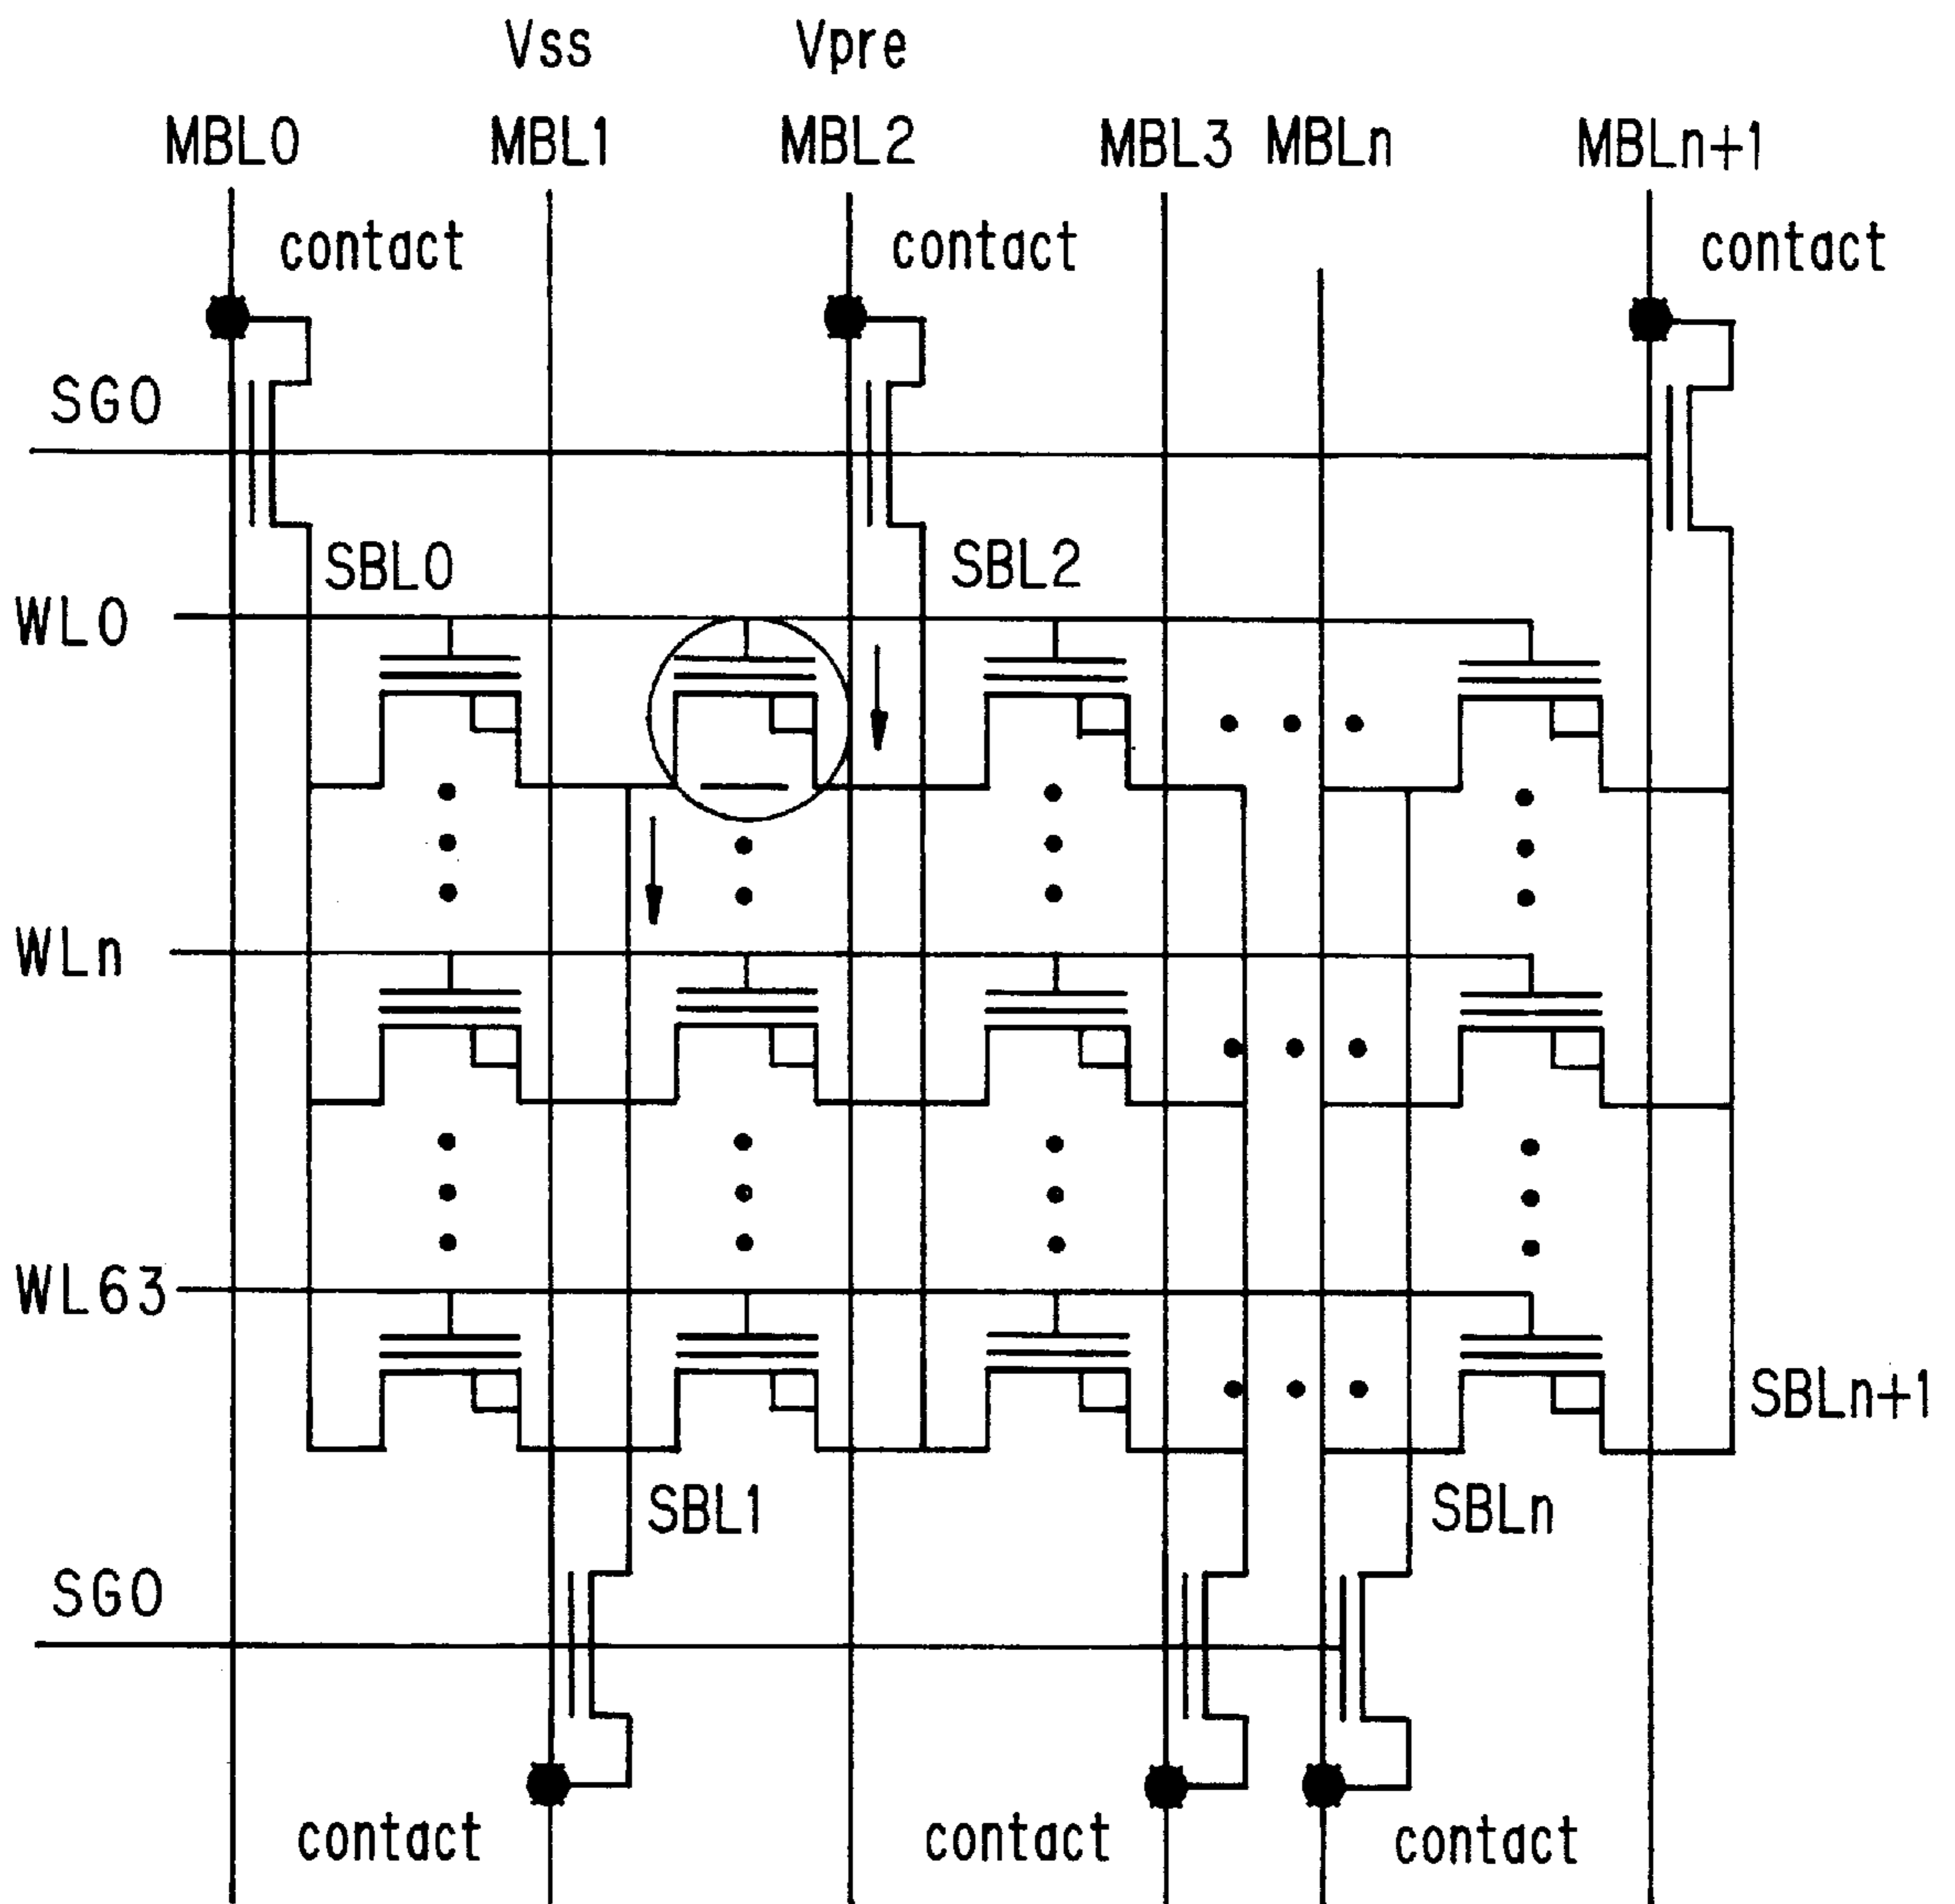 Vss Vpre
MBL0 MBL1 MBL2 MBL3 MBLn MBLn+1
contact contact contact
SG0
SBL0 SBL2
WL0
WLn
WL63
SBLn+1
SBL1 SBLn
SG0
contact contact contact